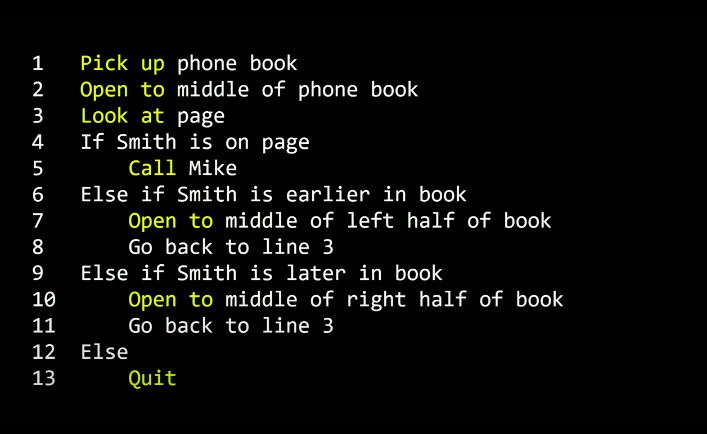 1 Pick up phone book
2 Open to middle of phone book
3 Look at page
4 If Smith is on page
5 Call Mike
6 Else if Smith is earlier in book
7 Open to middle of left half of book
8 Go back to line 3
9 Else if Smith is later in book
10 Open to middle of right half of book
11 Go back to line 3
12 Else
13 Quit